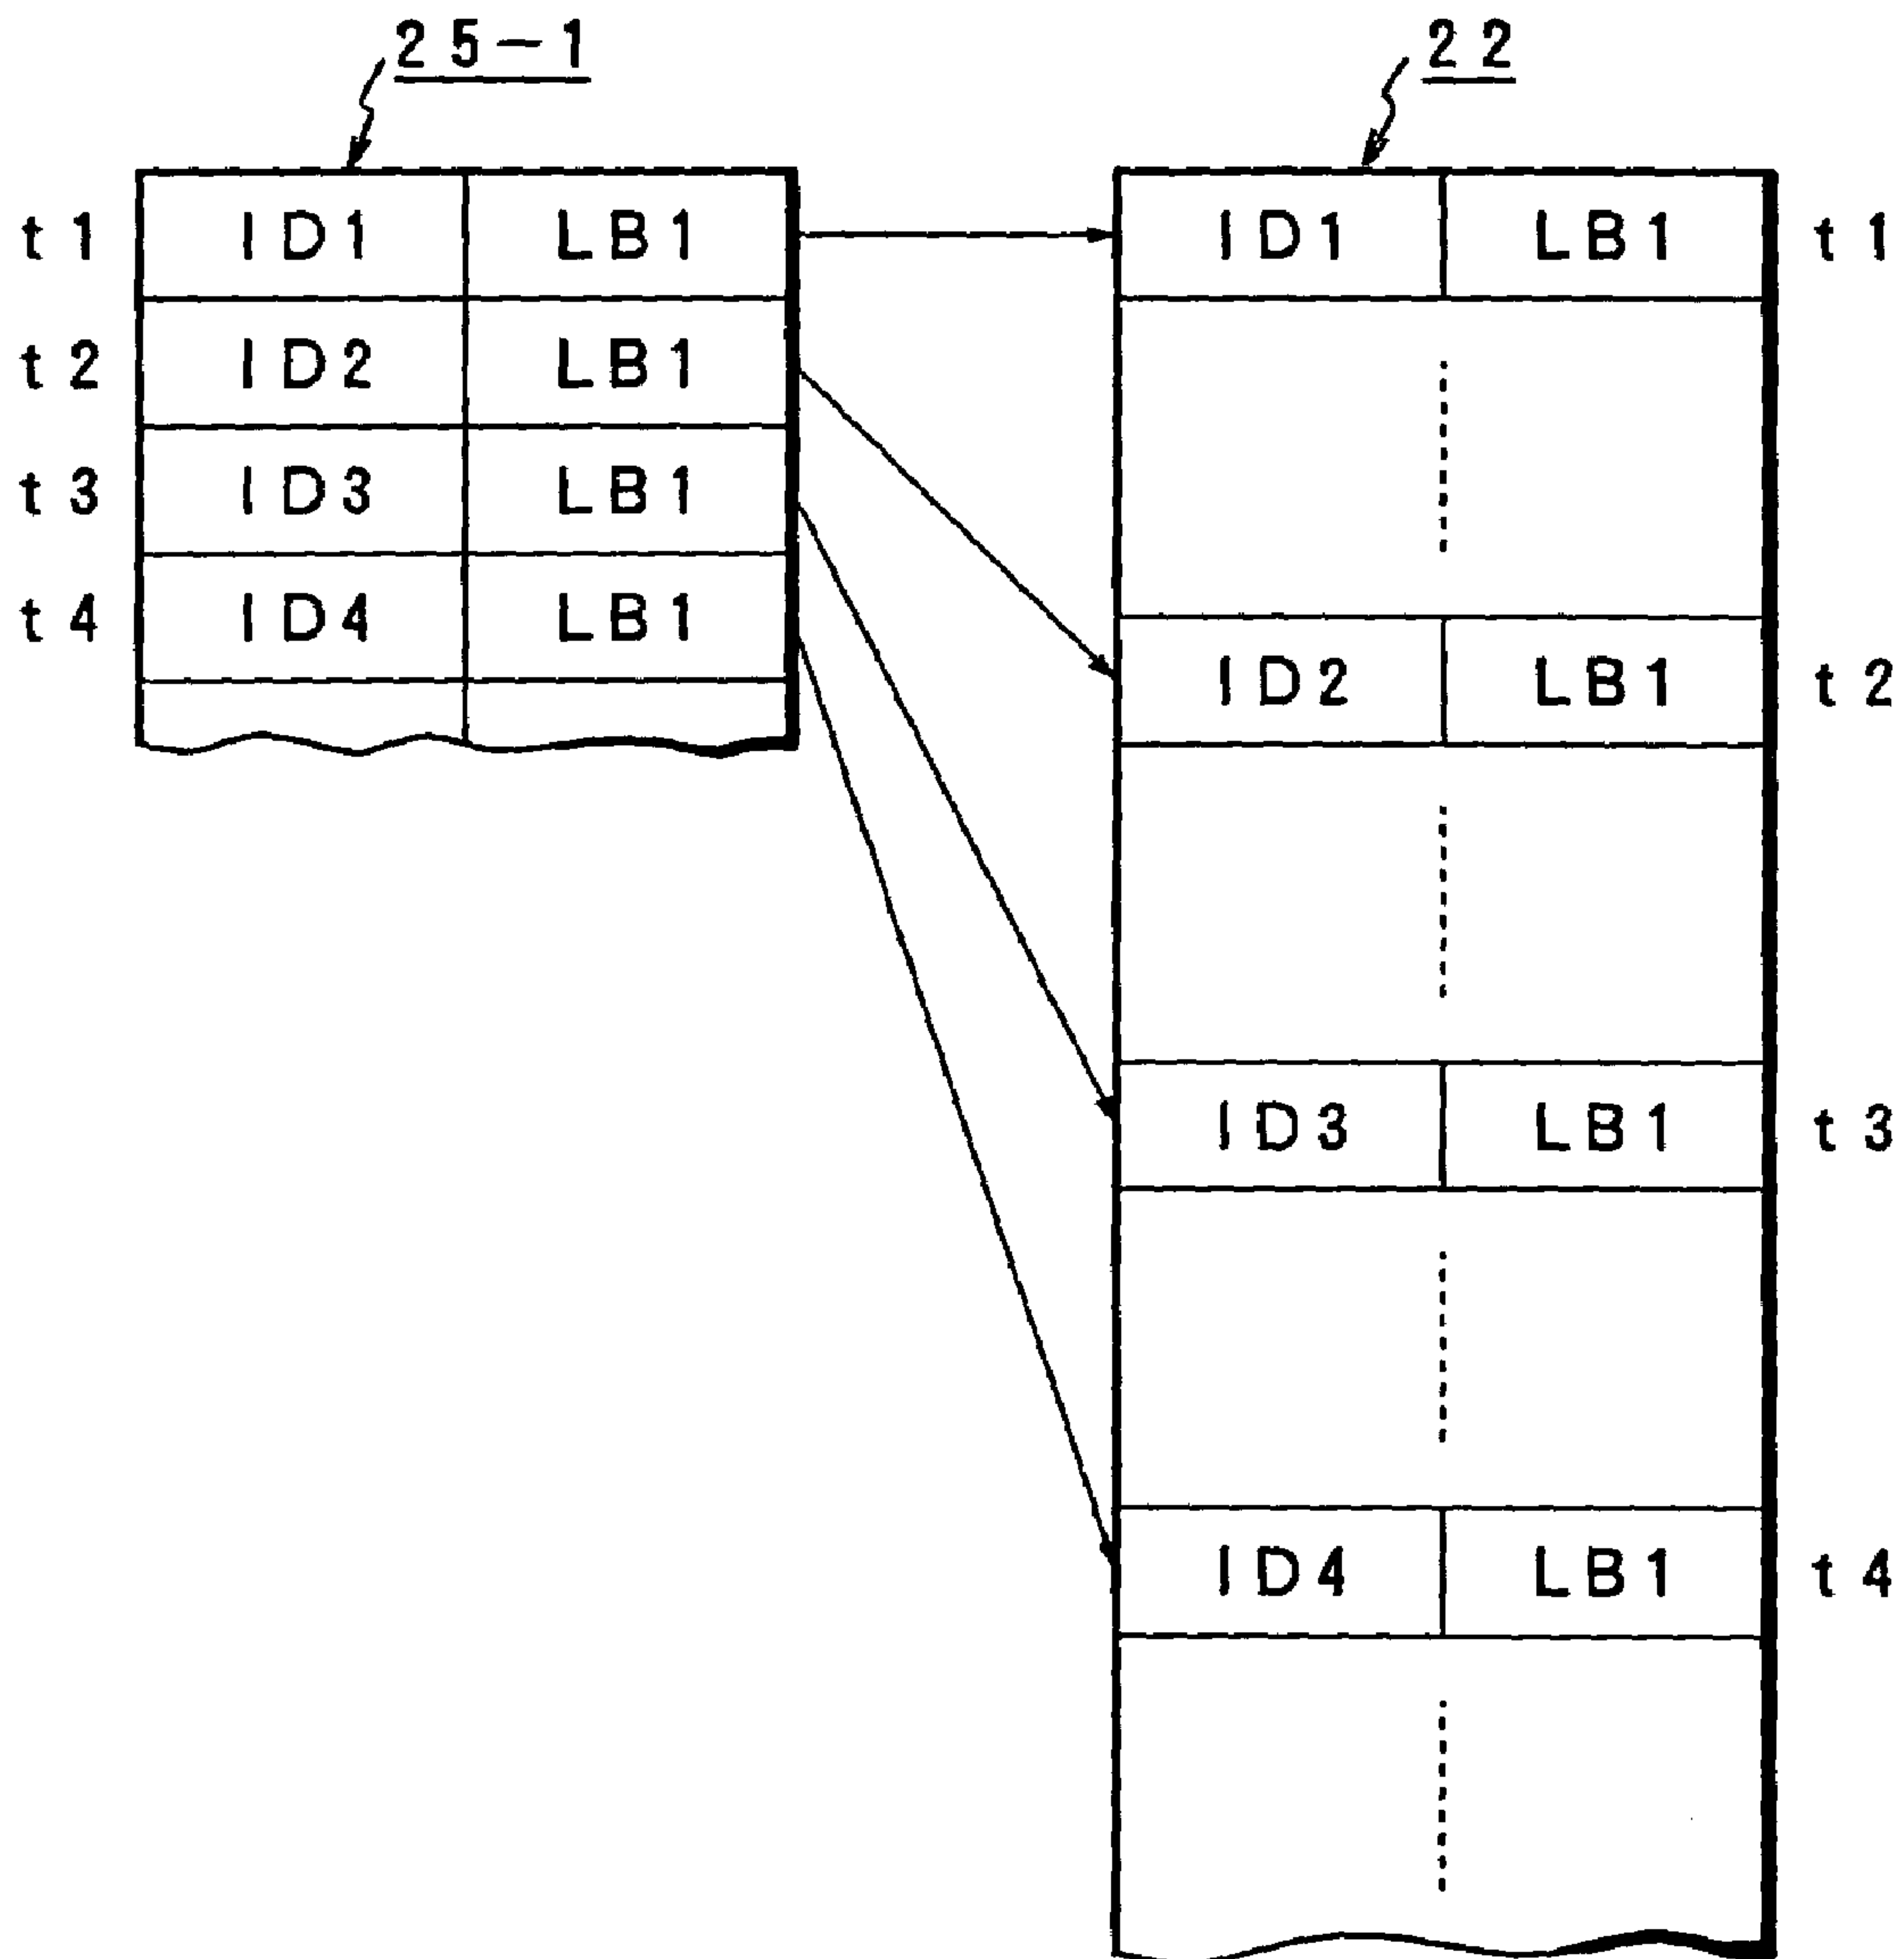 25-1
22
t1 ID1 LB1
t2 ID2 LB1
t3 ID3 LB1
t4 ID4 LB1
ID1 LB1 t1
ID2 LB1 t2
ID3 LB1 t3
ID4 LB1 t4